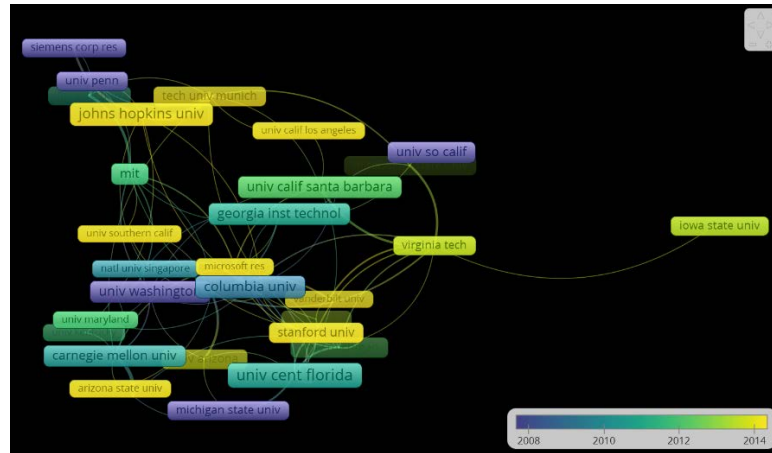 siemens corp res
univ penn
tech univ munich
johns hopkins univ
univ calif los angeles
univ so calif
mit
univ calif santa barbara
georgia inst technol
iowa state univ
univ southern calif
virginia tech
natl univ singapore
microsoft res
univ washington
columbia univ
vanderbilt univ
univ maryland
stanford univ
carnegie mellon univ
arizona
univ cent florida
arizona state univ
michigan state univ
2008 2010 2012 2014